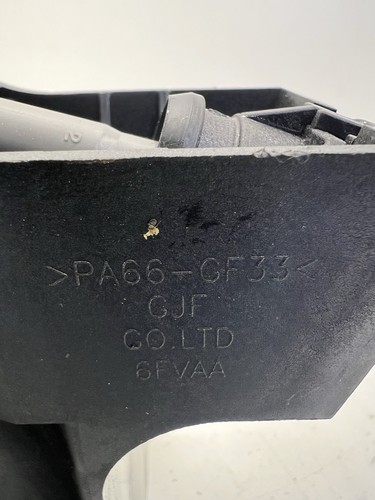 >PA66-GF33<
GJF
CO.LTD
6FVAA